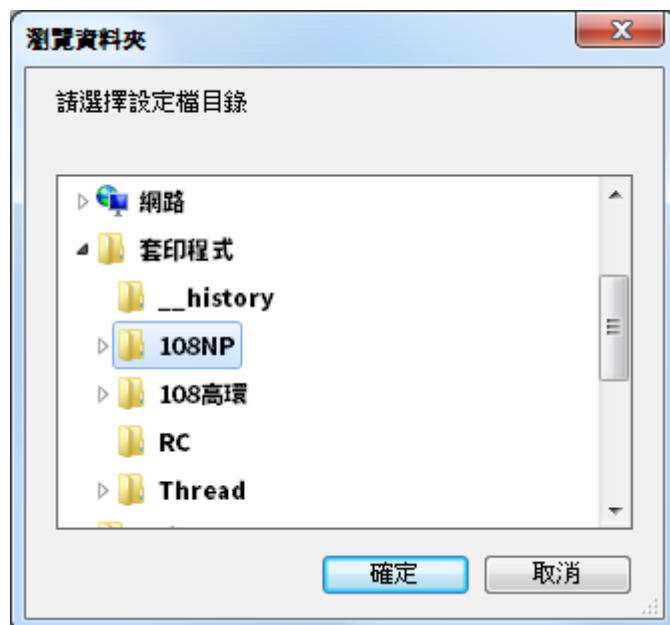 瀏覽資料夾
請選擇設定檔目錄
網路
套印程式
__history
108NP
108高環
RC
Thread
確定
取消